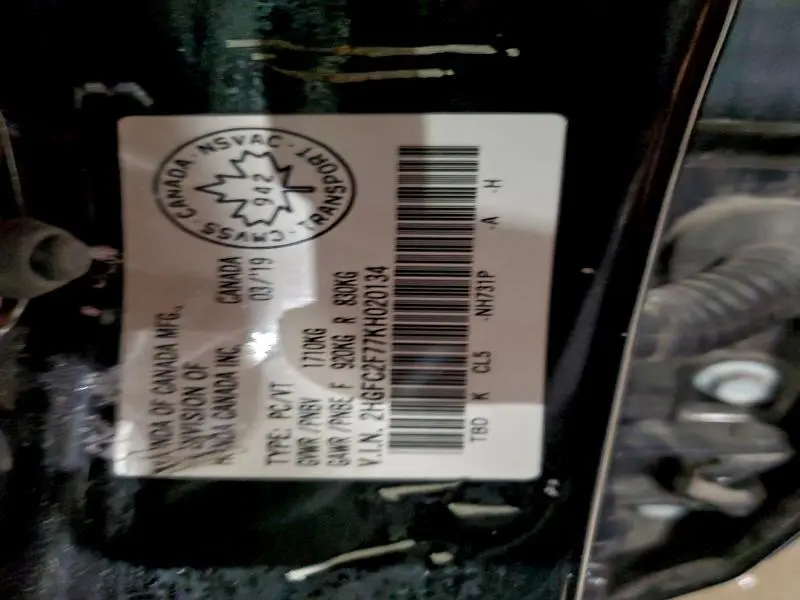 HONDA OF CANADA MFG.,
DIVISION OF
HONDA CANADA INC.
CANADA
03/'19
TYPE: PC/VT
GVWR /PNBV 1710KG
GAWR /PNBE F 920KG R 830KG
V.I.N. 2HGFC2F77KH020134
TBD K CL5 -NH731P -A -H
NSVAC · TRANSPORT · CMVSS CANADA ·
942